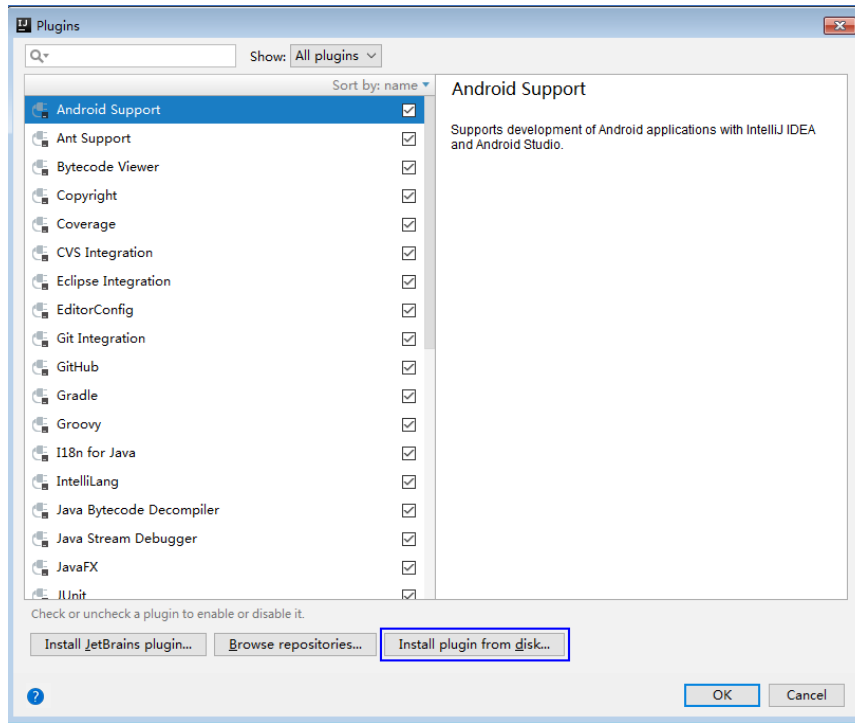 Plugins
Show: All plugins
Sort by: name
Android Support
Ant Support
Bytecode Viewer
Copyright
Coverage
CVS Integration
Eclipse Integration
EditorConfig
Git Integration
GitHub
Gradle
Groovy
I18n for Java
IntelliLang
Java Bytecode Decompiler
Java Stream Debugger
JavaFX
JUnit
Android Support
Supports development of Android applications with IntelliJ IDEA
and Android Studio.
Check or uncheck a plugin to enable or disable it.
Install JetBrains plugin... Browse repositories... Install plugin from disk...
? OK Cancel